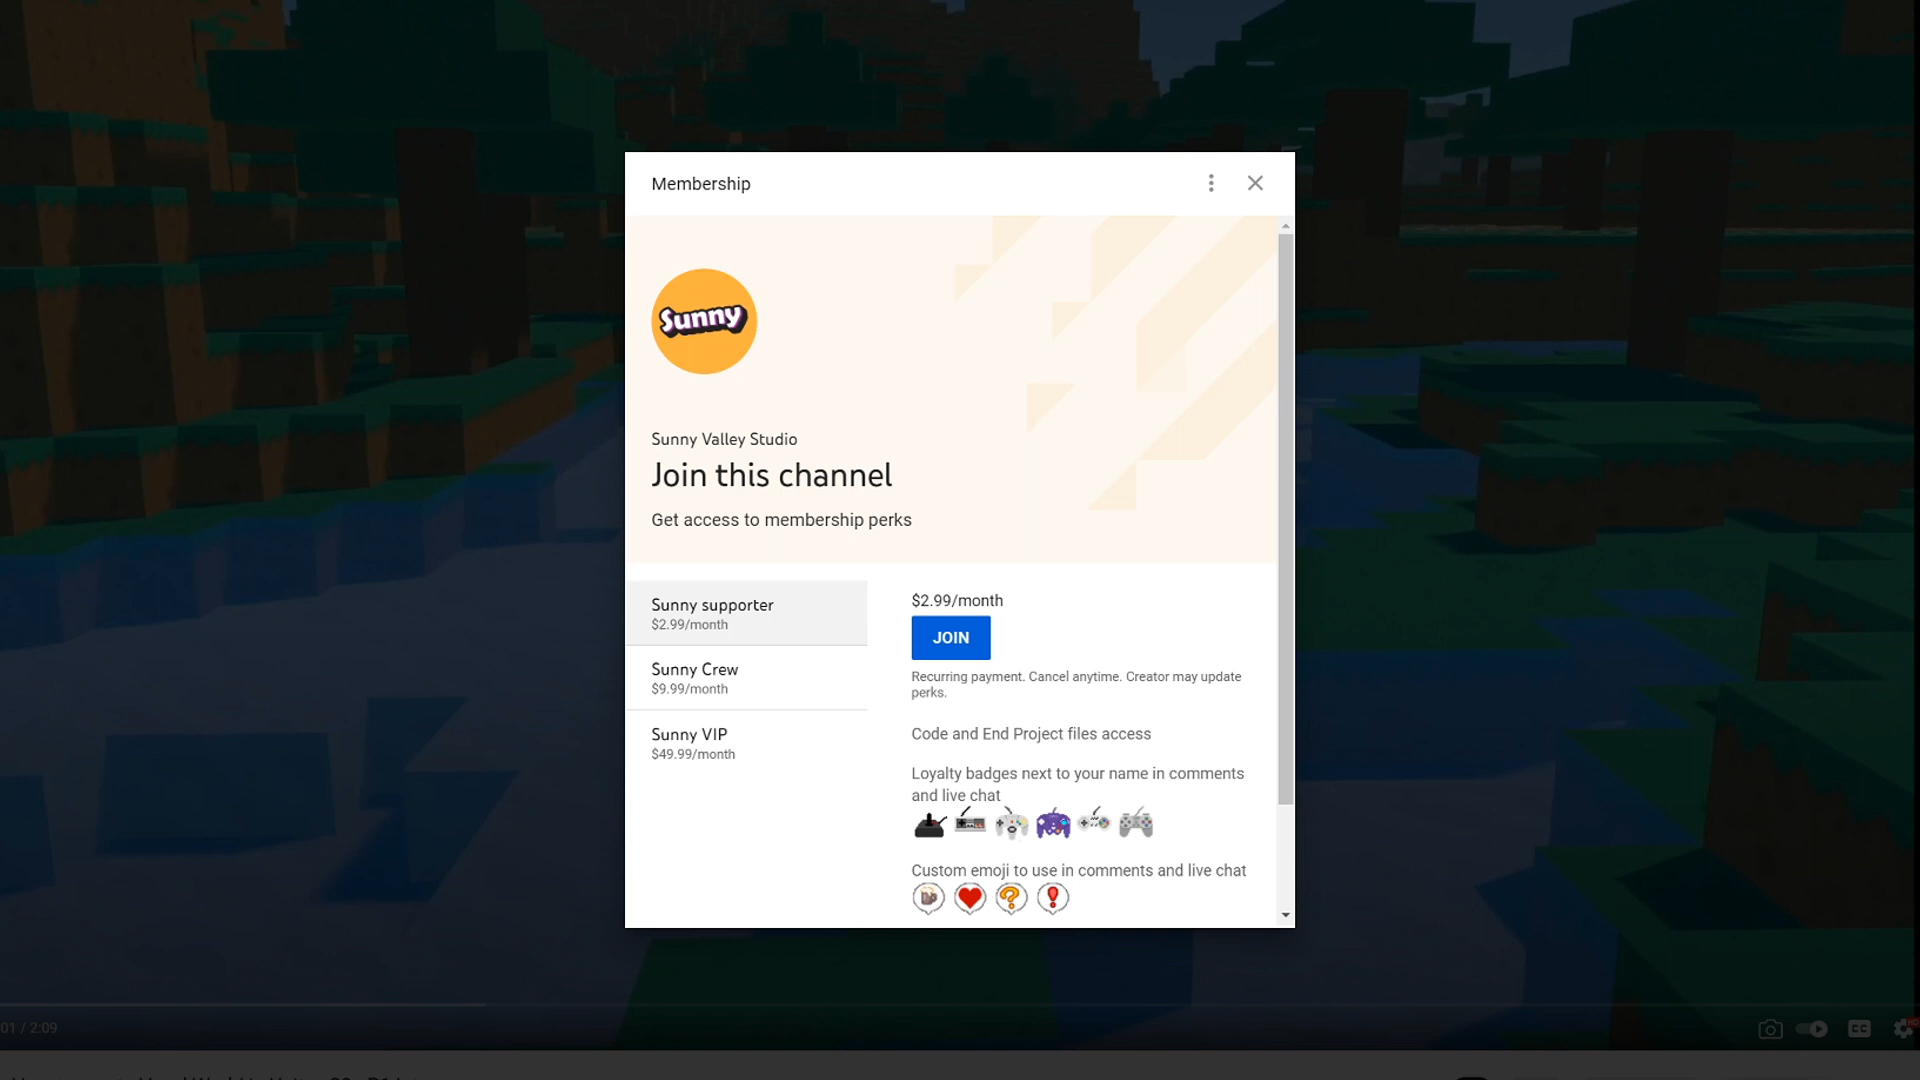 Membership
Sunny
Sunny Valley Studio
Join this channel
Get access to membership perks
Sunny supporter
$2.99/month
Sunny Crew
$9.99/month
Sunny VIP
$49.99/month
$2.99/month
JOIN
Recurring payment. Cancel anytime. Creator may update
perks.
Code and End Project files access
Loyalty badges next to your name in comments
and live chat
Custom emoji to use in comments and live chat
01 / 2:09
CC
HD